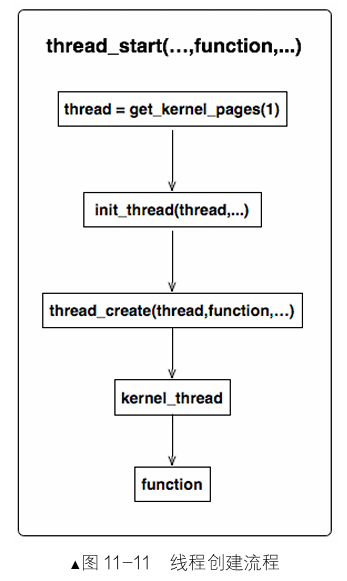 thread_start(…,function,...)
thread = get_kernel_pages(1)
init_thread(thread,...)
thread_create(thread,function,…)
kernel_thread
function
▲图 11–11 线程创建流程